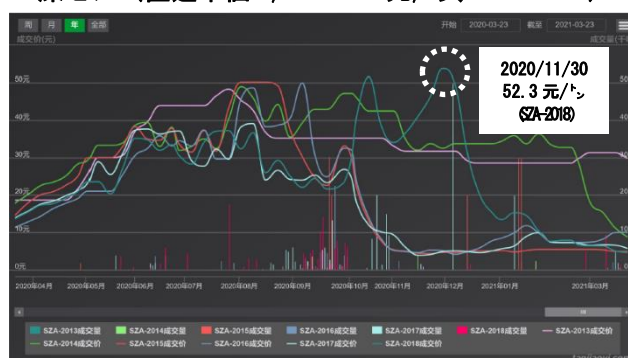 周 月 年 全部
开始 2020-03-23 截至 2021-03-23
成交价(元)
成交量(千
2020/11/30
52.3 元/㌧
(SZA-2018)
50元
40元
30元
20元
10元
0元
50
40
30
20
10
0
2020年04月 2020年05月 2020年06月 2020年07月 2020年08月 2020年09月 2020年10月 2020年11月 2020年12月 2021年01月 2021年03月
SZA-2013成交量 SZA-2014成交量 SZA-2015成交量 SZA-2016成交量 SZA-2017成交量 SZA-2018成交量 SZA-2013成交价
SZA-2014成交价 SZA-2015成交价 SZA-2016成交价 SZA-2017成交价 SZA-2018成交价